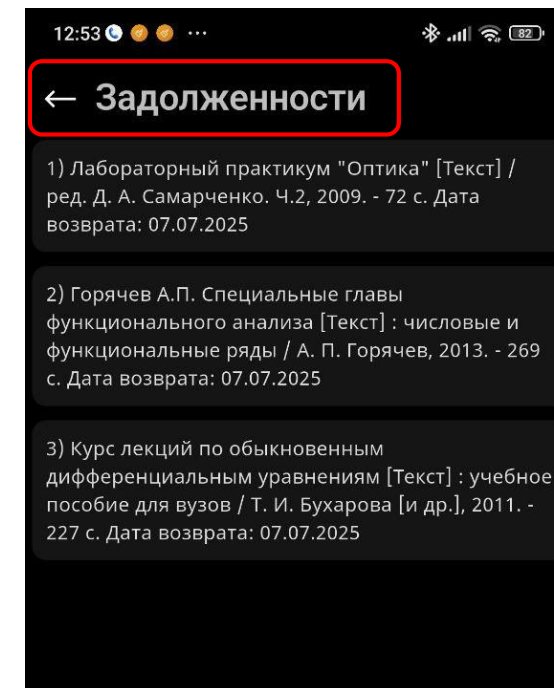 12:53 ...
82
← Задолженности
1) Лабораторный практикум "Оптика" [Текст] /
ред. Д. А. Самарченко. Ч.2, 2009. - 72 с. Дата
возврата: 07.07.2025
2) Горячев А.П. Специальные главы
функционального анализа [Текст] : числовые и
функциональные ряды / А. П. Горячев, 2013. - 269
с. Дата возврата: 07.07.2025
3) Курс лекций по обыкновенным
дифференциальным уравнениям [Текст] : учебное
пособие для вузов / Т. И. Бухарова [и др.], 2011. -
227 с. Дата возврата: 07.07.2025